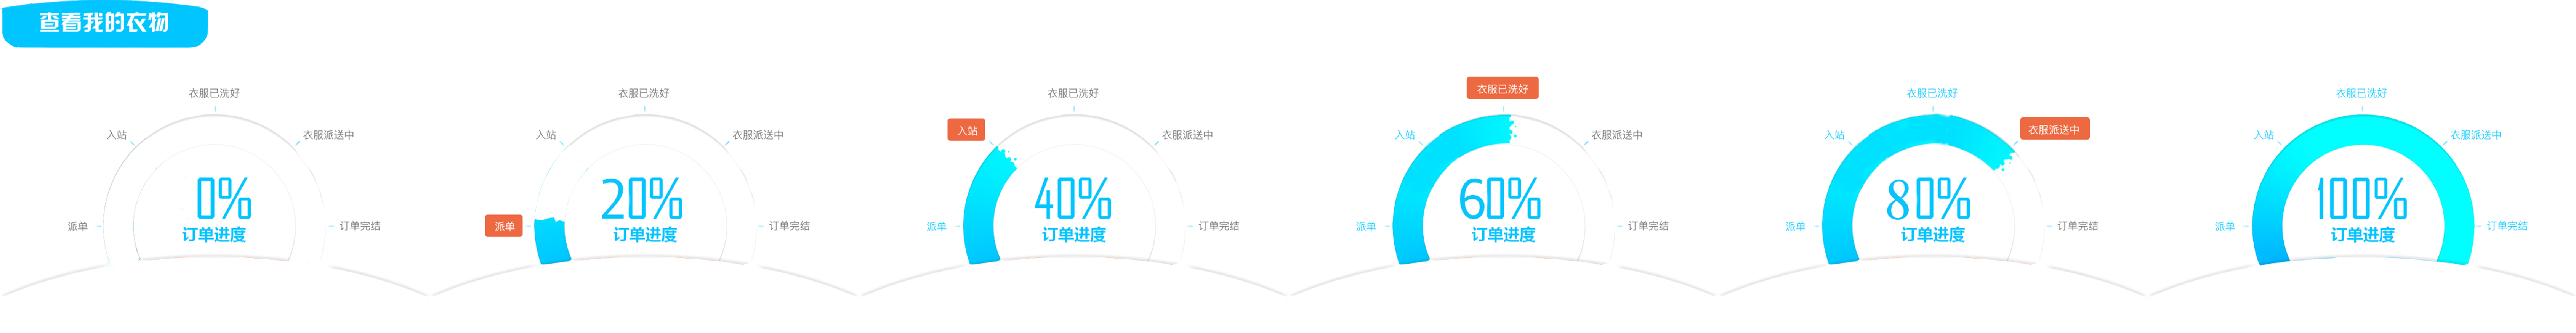 查看我的衣物
衣服已洗好
入站
衣服派送中
0%
派单
订单完结
订单进度
衣服已洗好
入站
衣服派送中
20%
派单
订单完结
订单进度
衣服已洗好
入站
衣服派送中
40%
派单
订单完结
订单进度
衣服已洗好
入站
衣服派送中
60%
派单
订单完结
订单进度
衣服已洗好
入站
衣服派送中
80%
派单
订单完结
订单进度
衣服已洗好
入站
衣服派送中
100%
派单
订单完结
订单进度